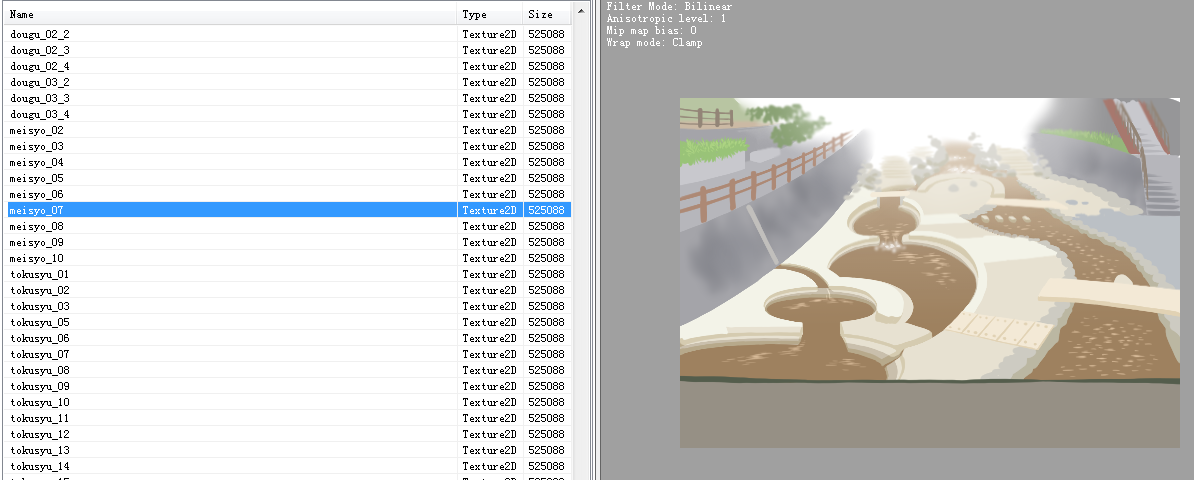 Name Type Size
dougu_02_2 Texture2D 525088
dougu_02_3 Texture2D 525088
dougu_02_4 Texture2D 525088
dougu_03_2 Texture2D 525088
dougu_03_3 Texture2D 525088
dougu_03_4 Texture2D 525088
meisyo_02 Texture2D 525088
meisyo_03 Texture2D 525088
meisyo_04 Texture2D 525088
meisyo_05 Texture2D 525088
meisyo_06 Texture2D 525088
meisyo_07 Texture2D 525088
meisyo_08 Texture2D 525088
meisyo_09 Texture2D 525088
meisyo_10 Texture2D 525088
tokusyu_01 Texture2D 525088
tokusyu_02 Texture2D 525088
tokusyu_03 Texture2D 525088
tokusyu_05 Texture2D 525088
tokusyu_06 Texture2D 525088
tokusyu_07 Texture2D 525088
tokusyu_08 Texture2D 525088
tokusyu_09 Texture2D 525088
tokusyu_10 Texture2D 525088
tokusyu_11 Texture2D 525088
tokusyu_12 Texture2D 525088
tokusyu_13 Texture2D 525088
tokusyu_14 Texture2D 525088
Filter Mode: Bilinear
Anisotropic level: 1
Mip map bias: 0
Wrap mode: Clamp